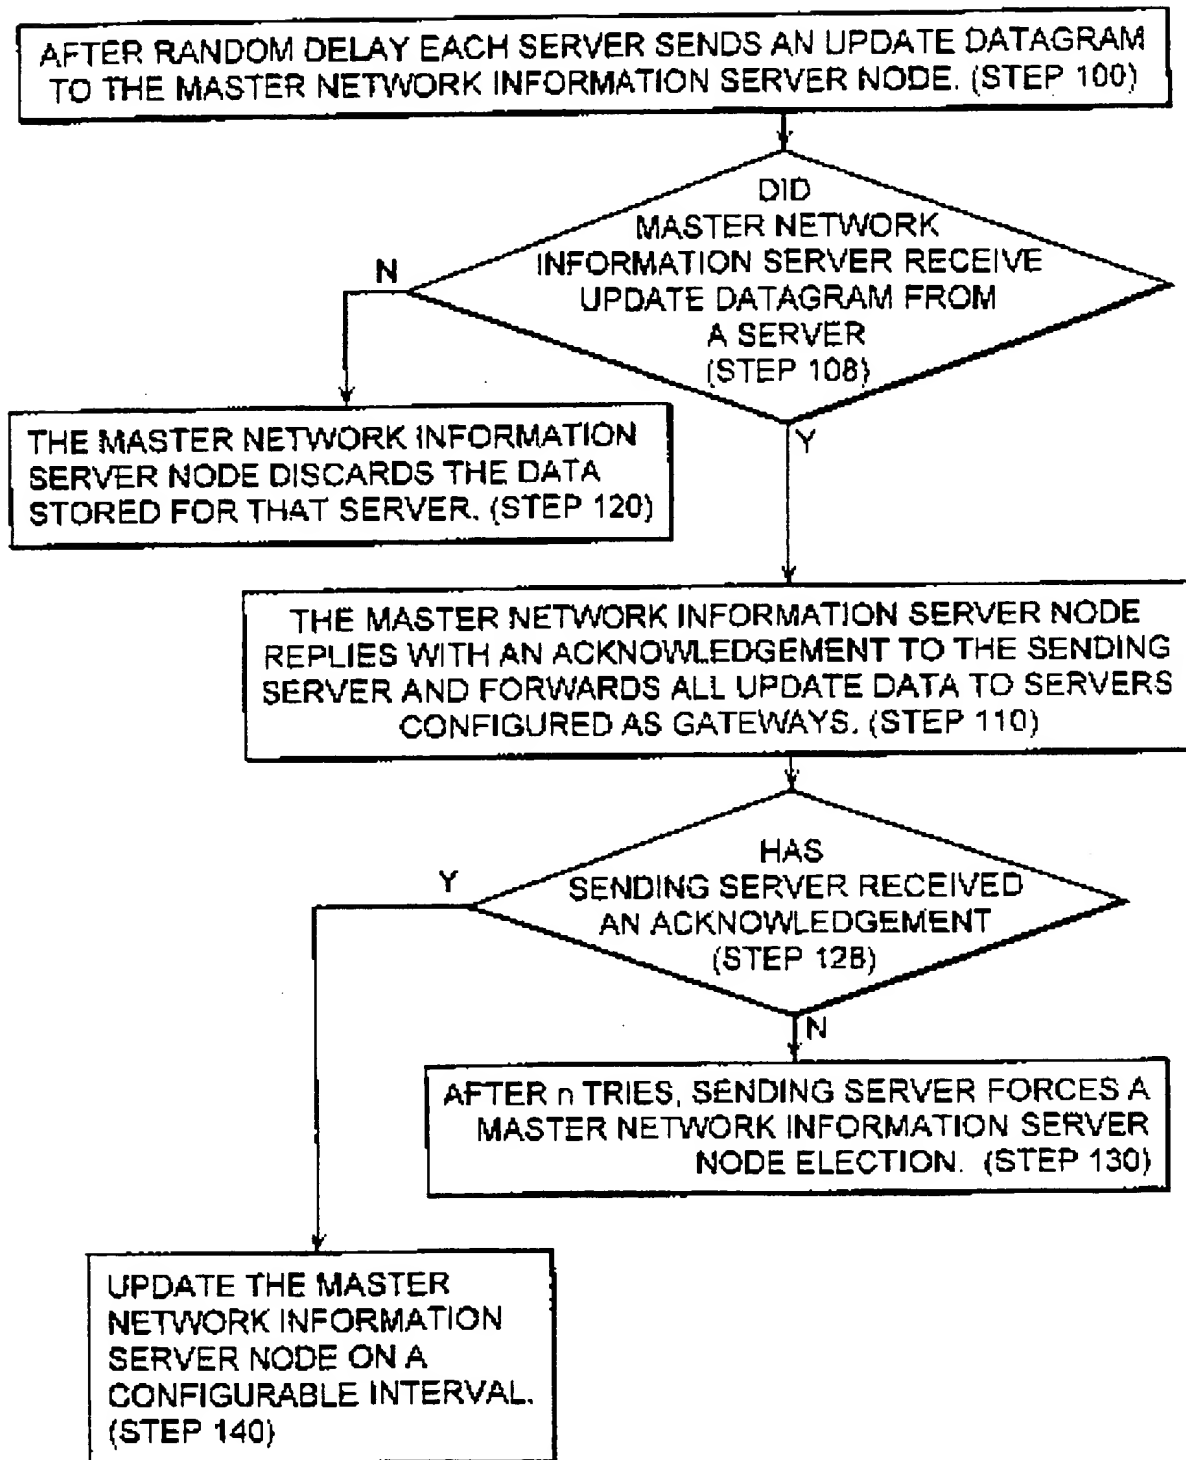 AFTER RANDOM DELAY EACH SERVER SENDS AN UPDATE DATAGRAM
TO THE MASTER NETWORK INFORMATION SERVER NODE. (STEP 100)
DID
MASTER NETWORK
INFORMATION SERVER RECEIVE
UPDATE DATAGRAM FROM
A SERVER
(STEP 108)
N
Y
THE MASTER NETWORK INFORMATION
SERVER NODE DISCARDS THE DATA
STORED FOR THAT SERVER. (STEP 120)
THE MASTER NETWORK INFORMATION SERVER NODE
REPLIES WITH AN ACKNOWLEDGEMENT TO THE SENDING
SERVER AND FORWARDS ALL UPDATE DATA TO SERVERS
CONFIGURED AS GATEWAYS. (STEP 110)
HAS
SENDING SERVER RECEIVED
AN ACKNOWLEDGEMENT
(STEP 128)
Y
N
AFTER n TRIES, SENDING SERVER FORCES A
MASTER NETWORK INFORMATION SERVER
NODE ELECTION. (STEP 130)
UPDATE THE MASTER
NETWORK INFORMATION
SERVER NODE ON A
CONFIGURABLE INTERVAL.
(STEP 140)